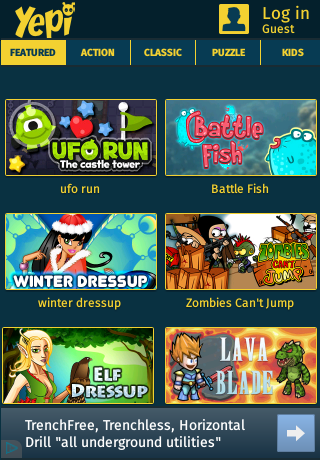 Yepi
Log in
Guest
FEATURED
ACTION
CLASSIC
PUZZLE
KIDS
UFO RUN
The castle tower
Battle
Fish
ufo run
Battle Fish
WINTER DRESSUP
ZOMBIES
CAN'T
JUMP
winter dressup
Zombies Can't Jump
ELF
DRESSUP
LAVA
BLADE
TrenchFree, Trenchless, Horizontal
Drill "all underground utilities"